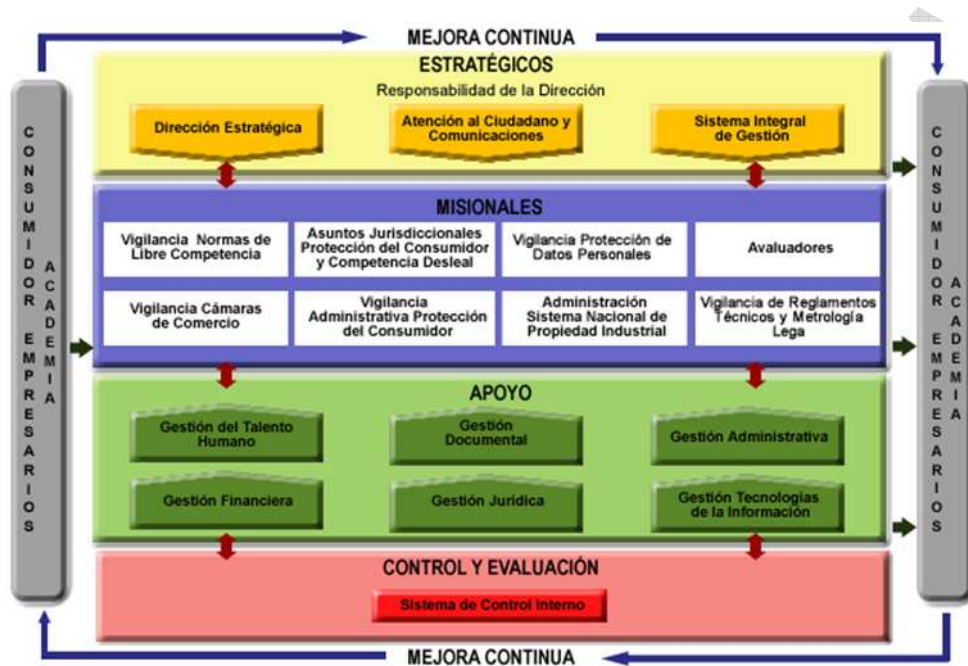 MEJORA CONTINUA
ESTRATÉGICOS
Responsabilidad de la Dirección
Dirección Estratégica
Atención al Ciudadano y
Comunicaciones
Sistema Integral
de Gestión
CONSUMIDOR EMPRESARIOS
ACADEMIA
MISIONALES
Vigilancia Normas de
Libre Competencia
Asuntos Jurisdiccionales
Protección del Consumidor
y Competencia Desleal
Vigilancia Protección de
Datos Personales
Avaluadores
Vigilancia Cámaras
de Comercio
Vigilancia
Administrativa Protección
del Consumidor
Administración
Sistema Nacional de
Propiedad Industrial
Vigilancia de Reglamentos
Técnicos y Metrología
Lega
APOYO
Gestión del Talento
Humano
Gestión
Documental
Gestión Administrativa
Gestión Financiera
Gestión Jurídica
Gestión Tecnologías
de la Información
CONTROL Y EVALUACIÓN
Sistema de Control Interno
CONSUMIDOR EMPRESARIOS
ACADEMIA
MEJORA CONTINUA